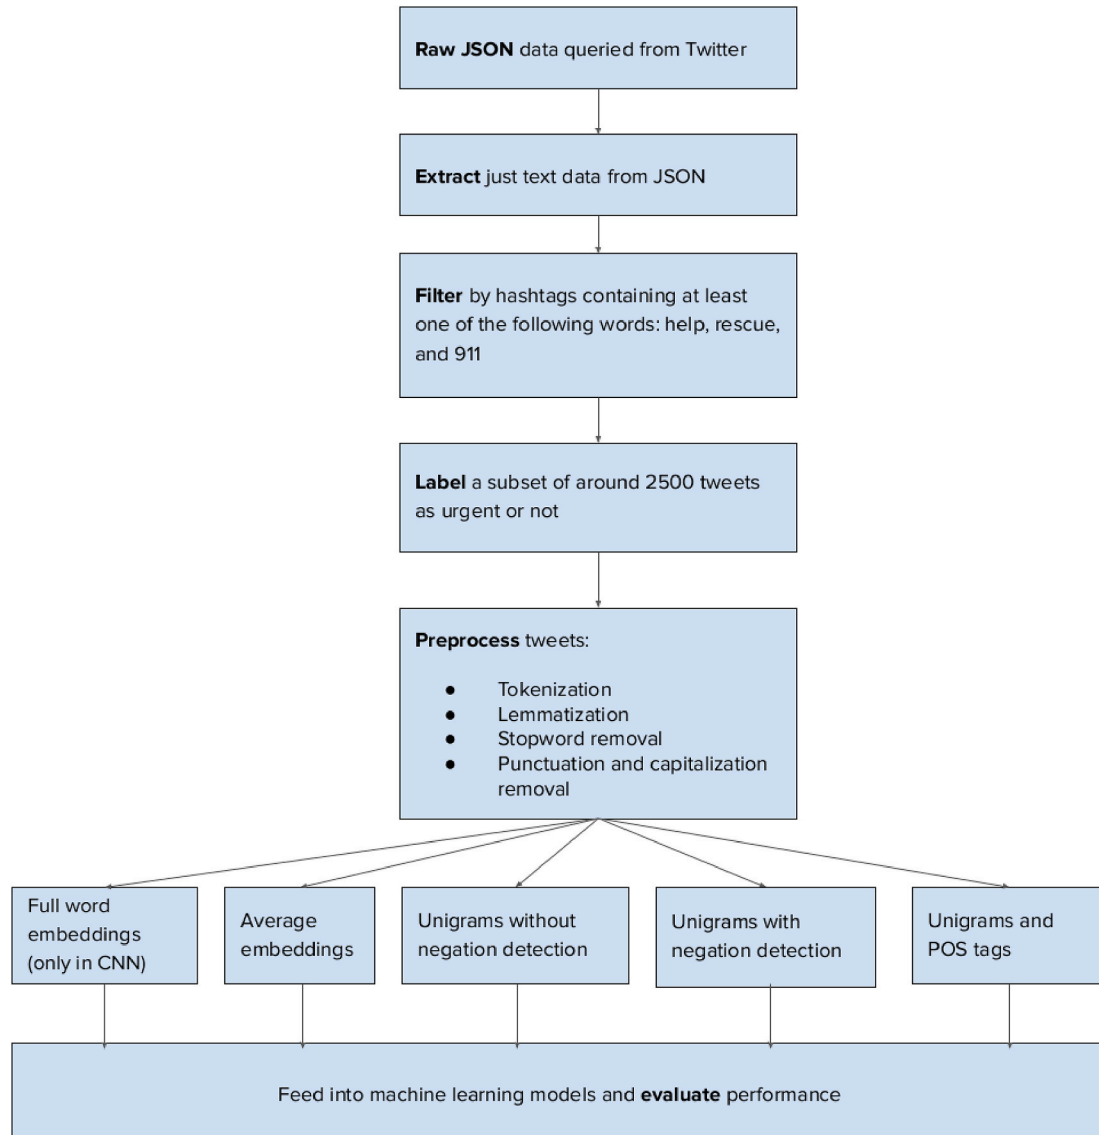 Raw JSON data queried from Twitter
Extract just text data from JSON
Filter by hashtags containing at least
one of the following words: help, rescue,
and 911
Label a subset of around 2500 tweets
as urgent or not
Preprocess tweets:
● Tokenization
● Lemmatization
● Stopword removal
● Punctuation and capitalization
removal
Full word
embeddings
(only in CNN)
Average
embeddings
Unigrams without
negation detection
Unigrams with
negation detection
Unigrams and
POS tags
Feed into machine learning models and evaluate performance